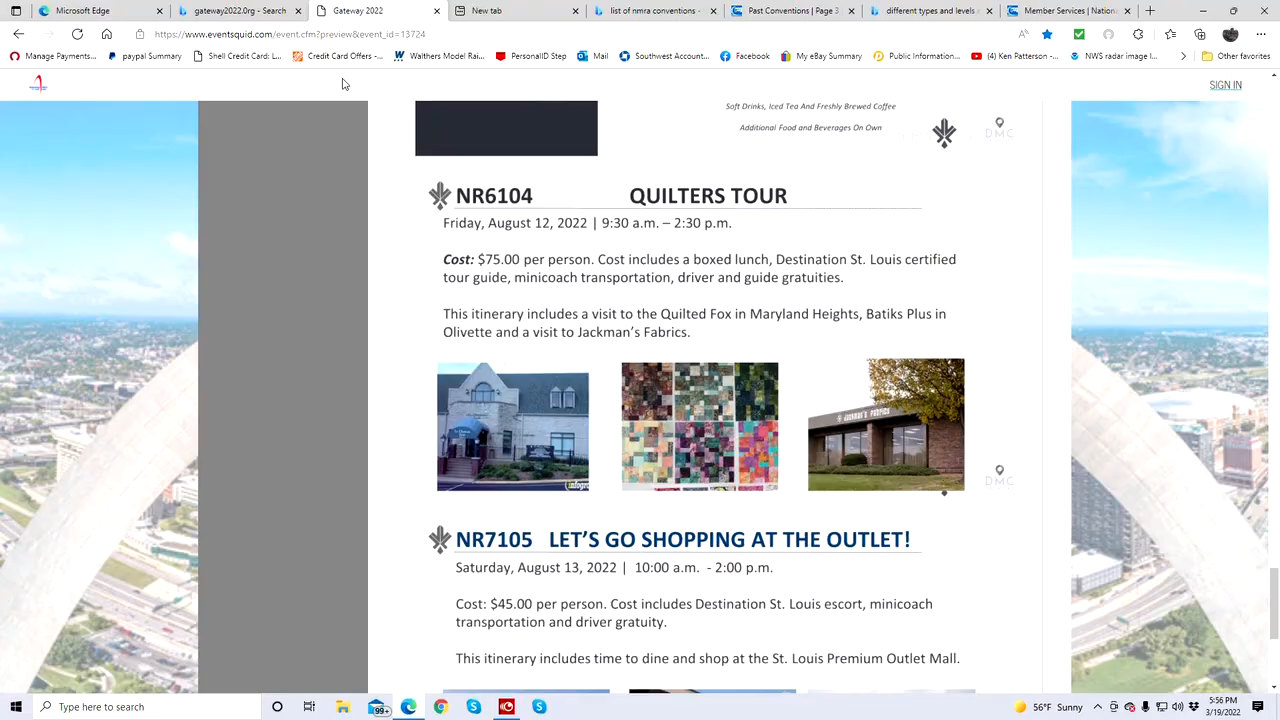 Microsoft Edge
gateway2022.0rg - Search
Gateway 2022
New Tab
Cost of nmra conventions
Past Conventions | Page 3
different types and levels
Member Services | Nation
https://www.eventsquid.com/event.cfm?preview&event_id=13724
Manage Payments...
paypal Summary
Shell Credit Card: L...
Credit Card Offers...
Walthers Model Rai...
PersonalID Step
Mail
Southwest Account...
Facebook
My eBay Summary
Public Information...
(4) Ken Patterson -...
NWS radar image l...
Other favorites
SIGN IN
Soft Drinks, Iced Tea And Freshly Brewed Coffee
Additional Food and Beverages On Own
DMC
NR6104 QUILTERS TOUR
Friday, August 12, 2022 | 9:30 a.m. – 2:30 p.m.
Cost: $75.00 per person. Cost includes a boxed lunch, Destination St. Louis certified
tour guide, minicoach transportation, driver and guide gratuities.
This itinerary includes a visit to the Quilted Fox in Maryland Heights, Batiks Plus in
Olivette and a visit to Jackman's Fabrics.
Jackman's Fabrics
DMC
NR7105 LET'S GO SHOPPING AT THE OUTLET!
Saturday, August 13, 2022 | 10:00 a.m. - 2:00 p.m.
Cost: $45.00 per person. Cost includes Destination St. Louis escort, minicoach
transportation and driver gratuity.
This itinerary includes time to dine and shop at the St. Louis Premium Outlet Mall.
Type here to search
99+
56°F Sunny
5:56 PM
3/19/2022
5